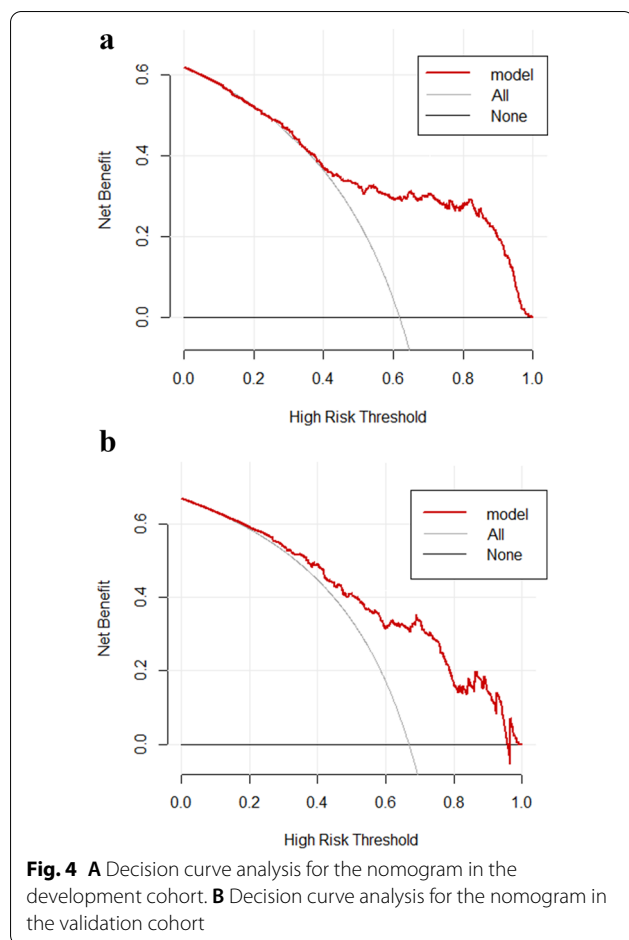 a
model
All
None
Net Benefit
0.6
0.4
0.2
0.0
0.0 0.2 0.4 0.6 0.8 1.0
High Risk Threshold
b
model
All
None
Net Benefit
0.6
0.4
0.2
0.0
0.0 0.2 0.4 0.6 0.8 1.0
High Risk Threshold
Fig. 4 A Decision curve analysis for the nomogram in the
development cohort. B Decision curve analysis for the nomogram in
the validation cohort